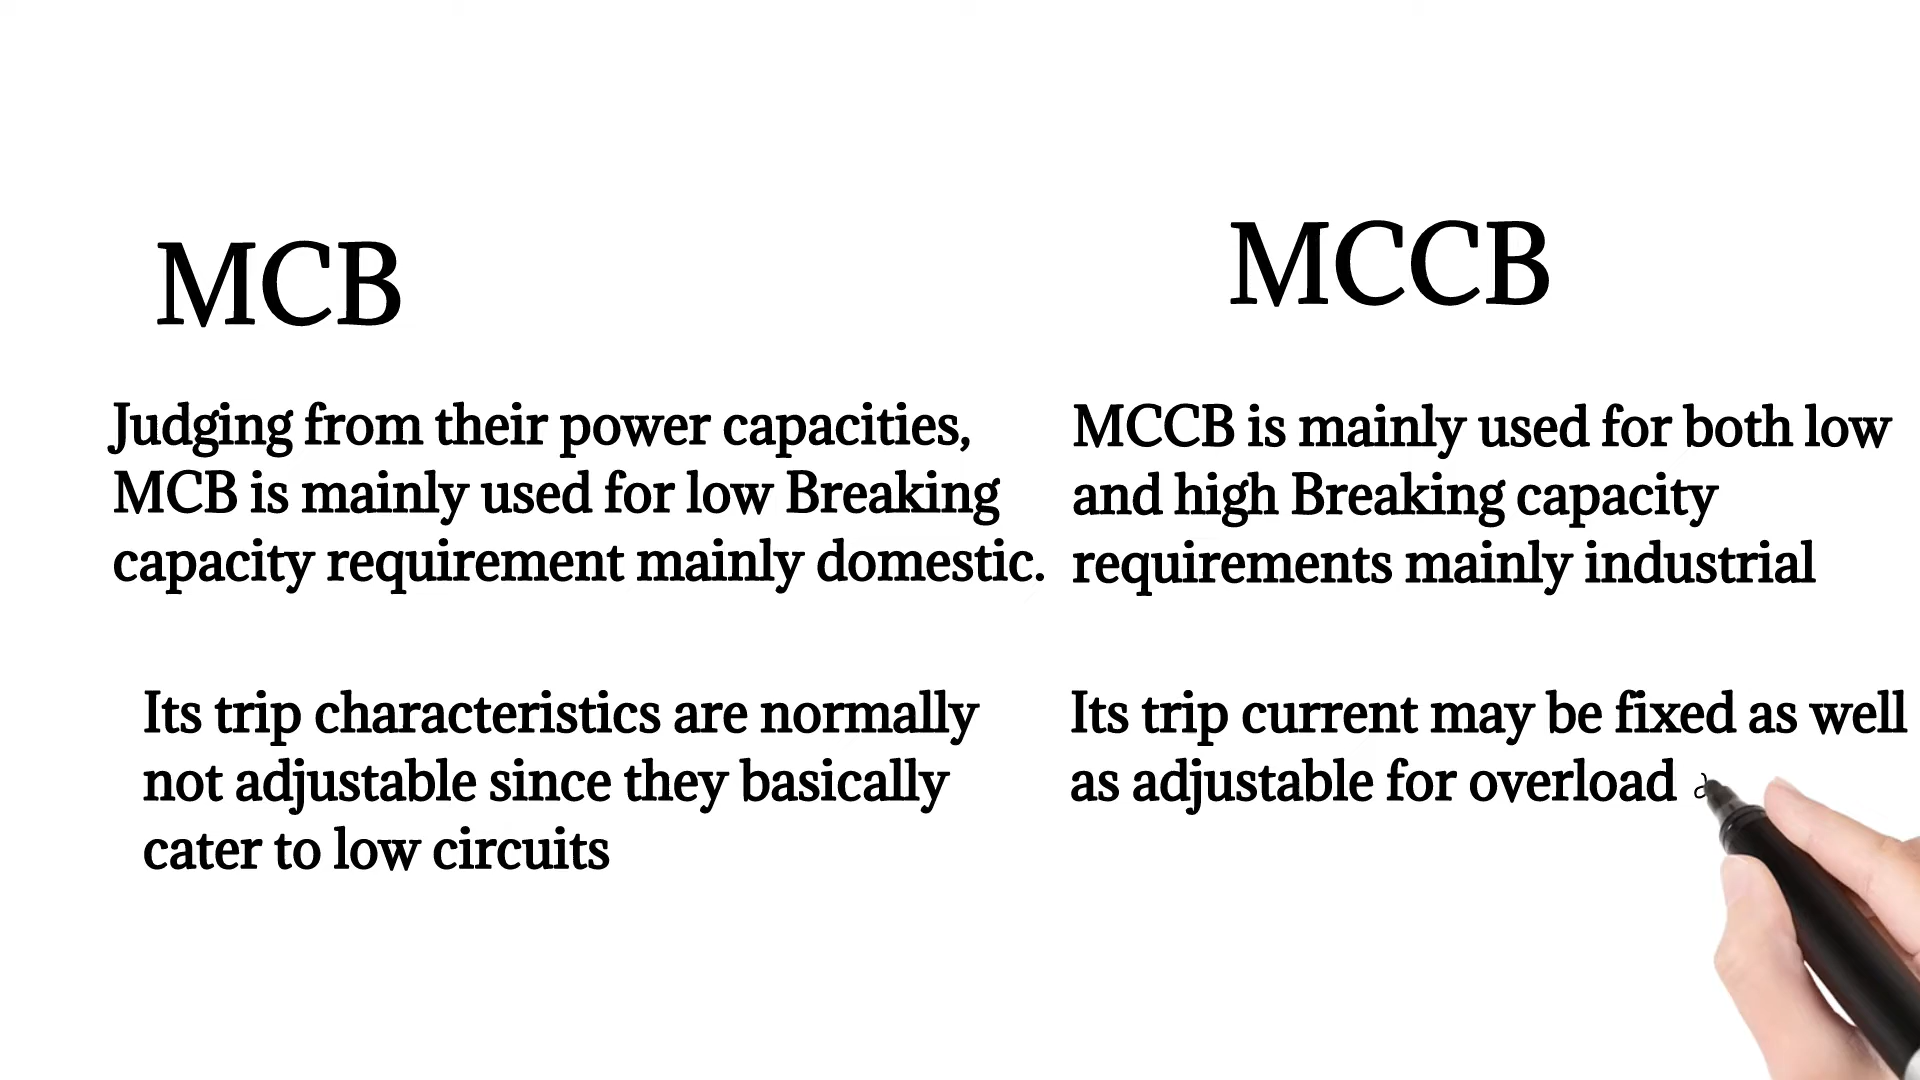 MCB
Judging from their power capacities,
MCB is mainly used for low Breaking
capacity requirement mainly domestic.
Its trip characteristics are normally
not adjustable since they basically
cater to low circuits
MCCB
MCCB is mainly used for both low
and high Breaking capacity
requirements mainly industrial
Its trip current may be fixed as well
as adjustable for overload